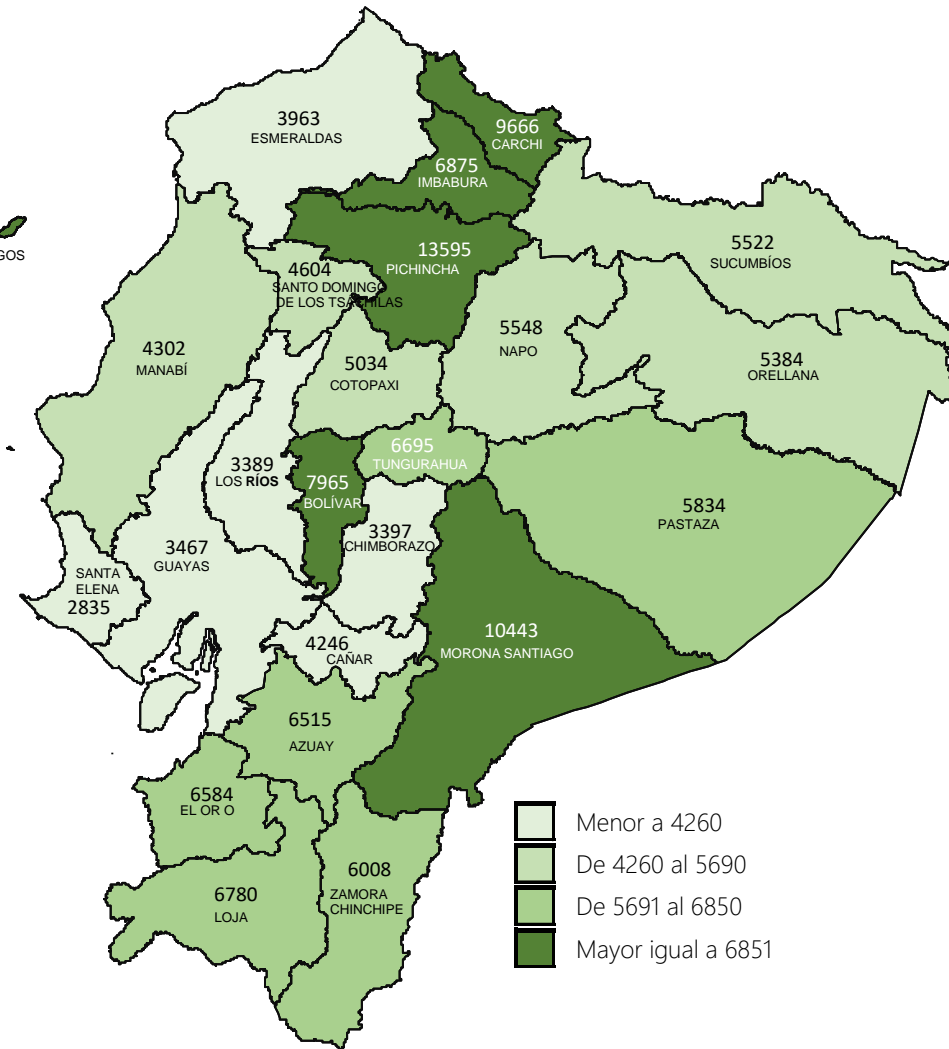 3963
ESMERALDAS
9666
CARCHI
6875
IMBABURA
GOS
13595
PICHINCHA
5522
SUCUMBÍOS
4604
SANTO DOMINGO
DE LOS TSÁCHILAS
5548
NAPO
4302
MANABÍ
5034
COTOPAXI
5384
ORELLANA
6695
TUNGURAHUA
3389
LOS RÍOS
7965
BOLÍVAR
5834
PASTAZA
3397
CHIMBORAZO
3467
GUAYAS
SANTA
ELENA
2835
10443
MORONA SANTIAGO
4246
CAÑAR
6515
AZUAY
6584
EL OR O
6008
ZAMORA
CHINCHIPE
6780
LOJA
Menor a 4260
De 4260 al 5690
De 5691 al 6850
Mayor igual a 6851